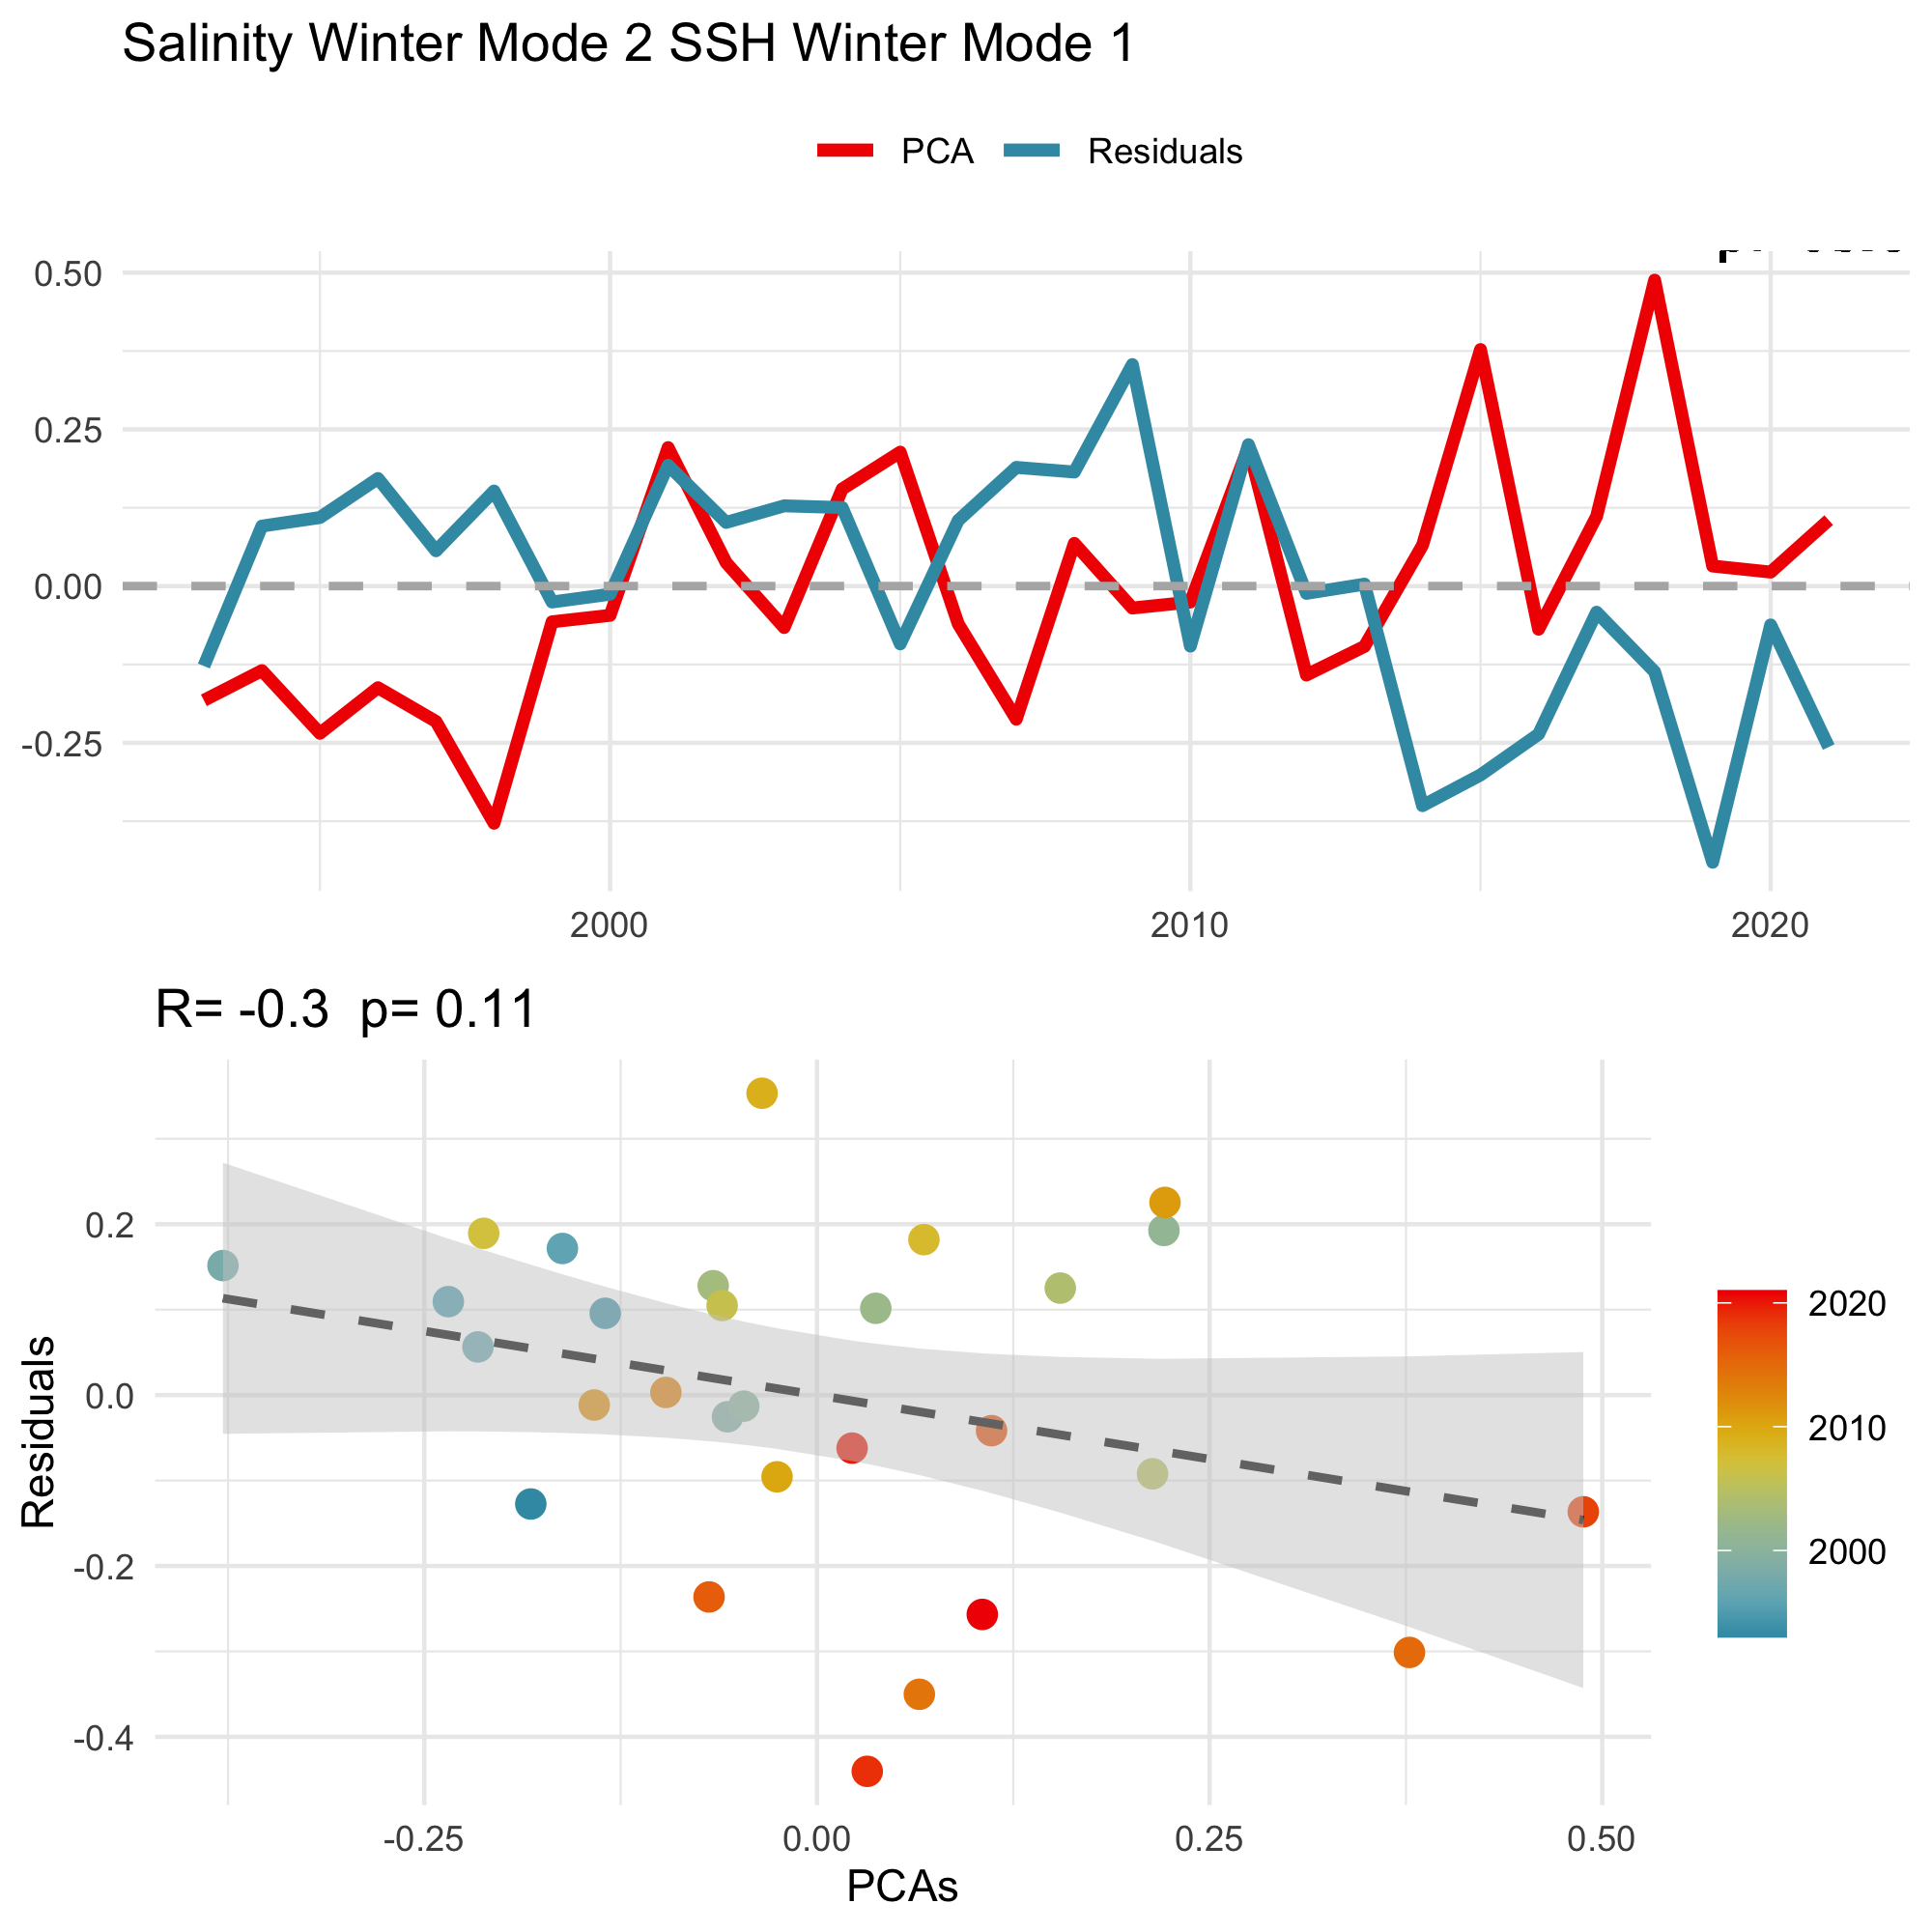 Salinity Winter Mode 2 SSH Winter Mode 1
PCA Residuals
0.50
0.25
0.00
-0.25
2000 2010 2020
R= -0.3 p= 0.11
Residuals
0.2
0.0
-0.2
-0.4
-0.25 0.00 0.25 0.50
PCAs
2020
2010
2000